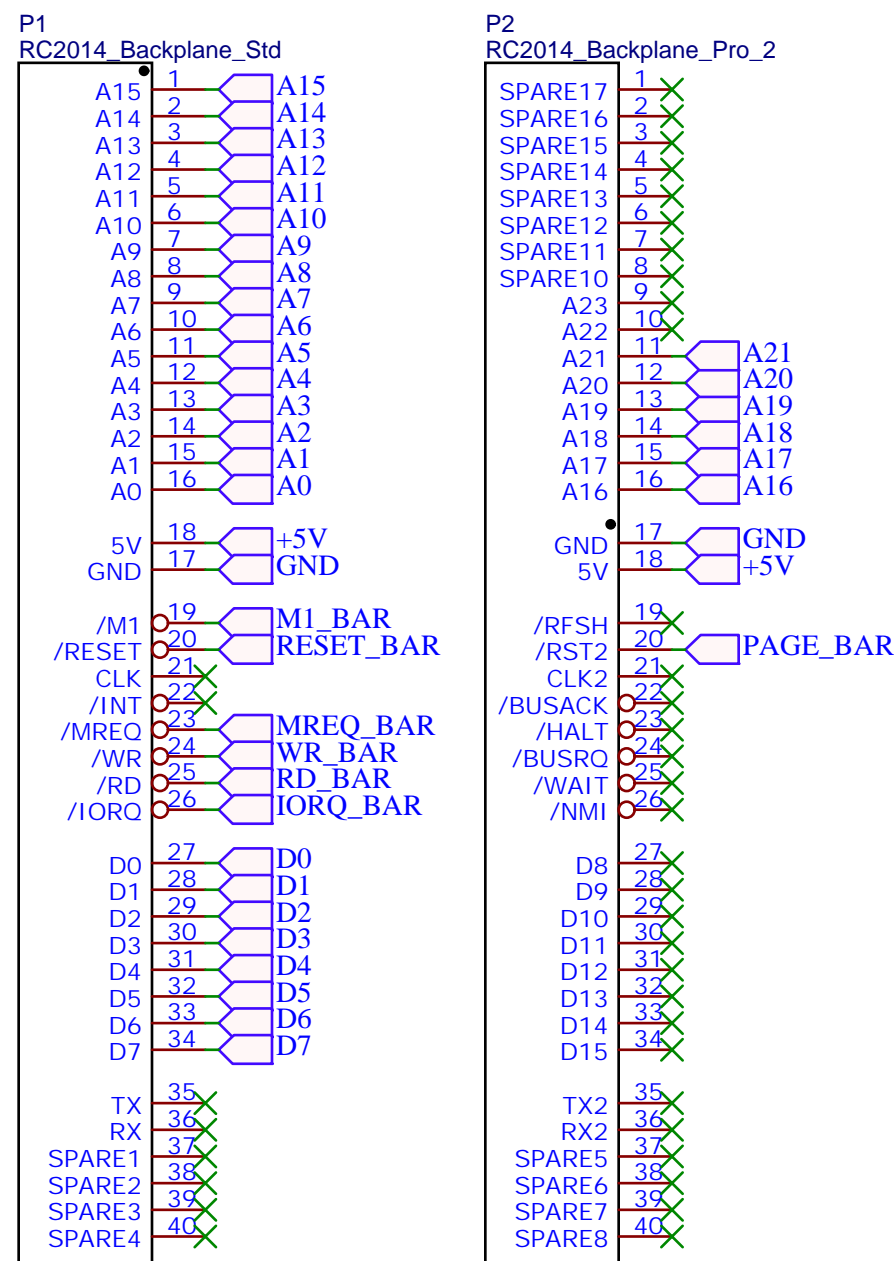 P1
RC2014_Backplane_Std
A15 1 A15
A14 2 A14
A13 3 A13
A12 4 A12
A11 5 A11
A10 6 A10
A9 7 A9
A8 8 A8
A7 9 A7
A6 10 A6
A5 11 A5
A4 12 A4
A3 13 A3
A2 14 A2
A1 15 A1
A0 16 A0
5V 18 +5V
GND 17 GND
/M1 19 M1_BAR
/RESET 20 RESET_BAR
CLK 21
/INT 22
/MREQ 23 MREQ_BAR
/WR 24 WR_BAR
/RD 25 RD_BAR
/IORQ 26 IORQ_BAR
D0 27 D0
D1 28 D1
D2 29 D2
D3 30 D3
D4 31 D4
D5 32 D5
D6 33 D6
D7 34 D7
TX 35
RX 36
SPARE1 37
SPARE2 38
SPARE3 39
SPARE4 40
P2
RC2014_Backplane_Pro_2
SPARE17 1
SPARE16 2
SPARE15 3
SPARE14 4
SPARE13 5
SPARE12 6
SPARE11 7
SPARE10 8
A23 9
A22 10
A21 11 A21
A20 12 A20
A19 13 A19
A18 14 A18
A17 15 A17
A16 16 A16
GND 17 GND
5V 18 +5V
/RFSH 19
/RST2 20 PAGE_BAR
CLK2 21
/BUSACK 22
/HALT 23
/BUSRQ 24
/WAIT 25
/NMI 26
D8 27
D9 28
D10 29
D11 30
D12 31
D13 32
D14 33
D15 34
TX2 35
RX2 36
SPARE5 37
SPARE6 38
SPARE7 39
SPARE8 40